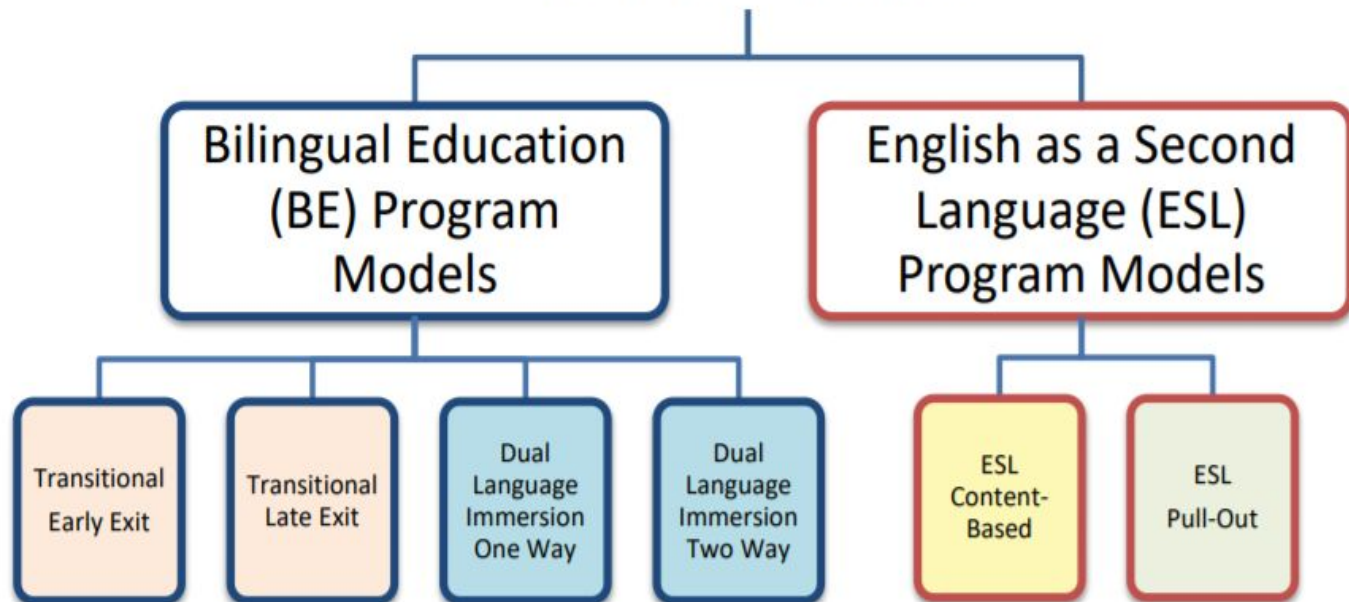 Bilingual Education
(BE) Program
Models
English as a Second
Language (ESL)
Program Models
Transitional
Early Exit
Transitional
Late Exit
Dual
Language
Immersion
One Way
Dual
Language
Immersion
Two Way
ESL
Content-
Based
ESL
Pull-Out